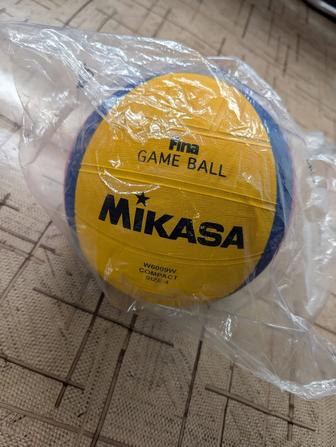 Fina
GAME BALL
MIKASA
W6009W
COMPACT
SIZE 4